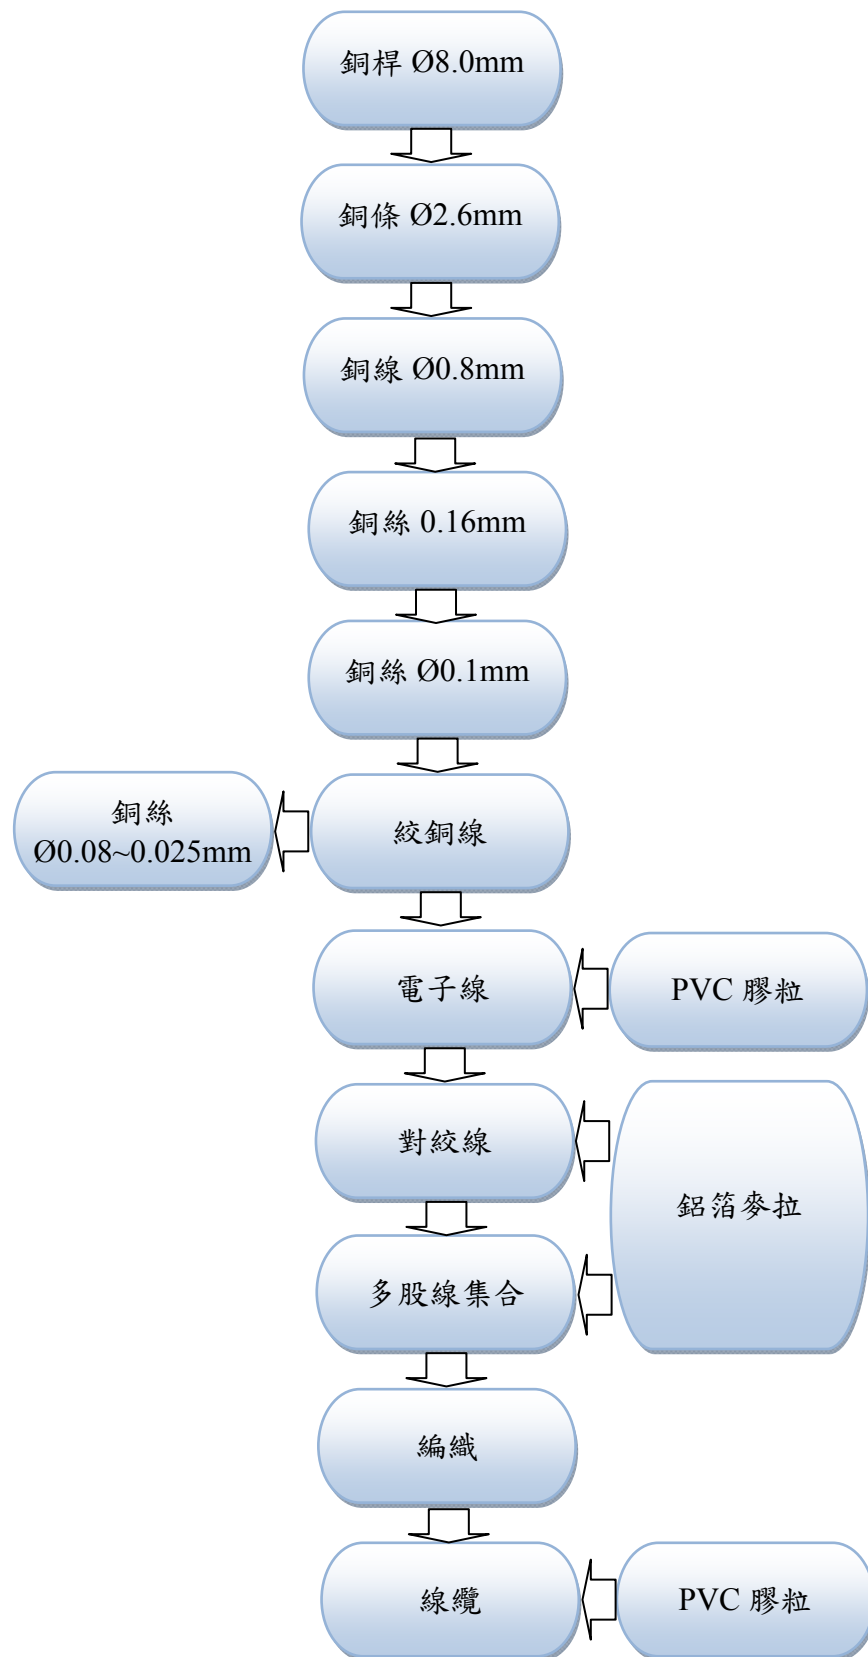 銅桿 Ø8.0mm
銅條 Ø2.6mm
銅線 Ø0.8mm
銅絲 0.16mm
銅絲 Ø0.1mm
銅絲
Ø0.08~0.025mm
絞銅線
電子線
PVC 膠粒
對絞線
鋁箔麥拉
多股線集合
編織
線纜
PVC 膠粒